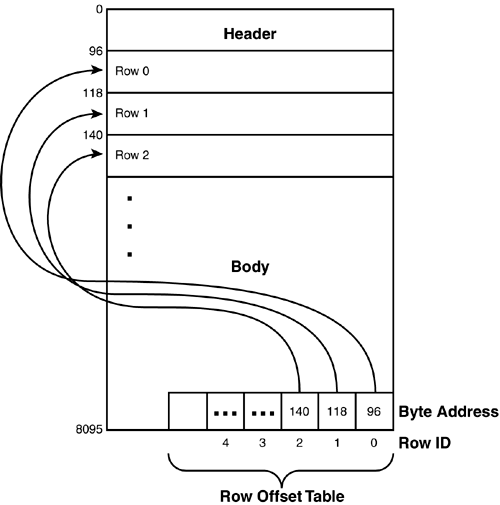 0
Header
96
Row 0
118
Row 1
140
Row 2
Body
140 118 96 Byte Address
8095
4 3 2 1 0 Row ID
Row Offset Table